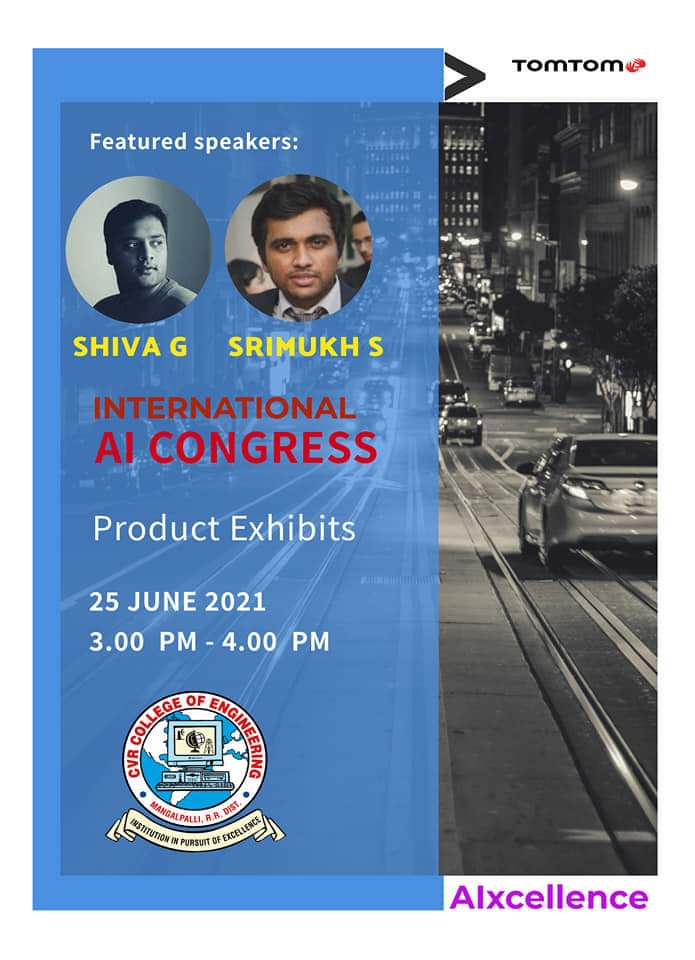 TOMTOM
Featured speakers:
SHIVA G
SRIMUKH S
INTERNATIONAL
AI CONGRESS
Product Exhibits
25 JUNE 2021
3.00 PM - 4.00 PM
CVR COLLEGE OF ENGINEERING
MANGALPALLI, R.R. DIST.
INSTITUTION IN PURSUIT OF EXCELLENCE
AIxcellence